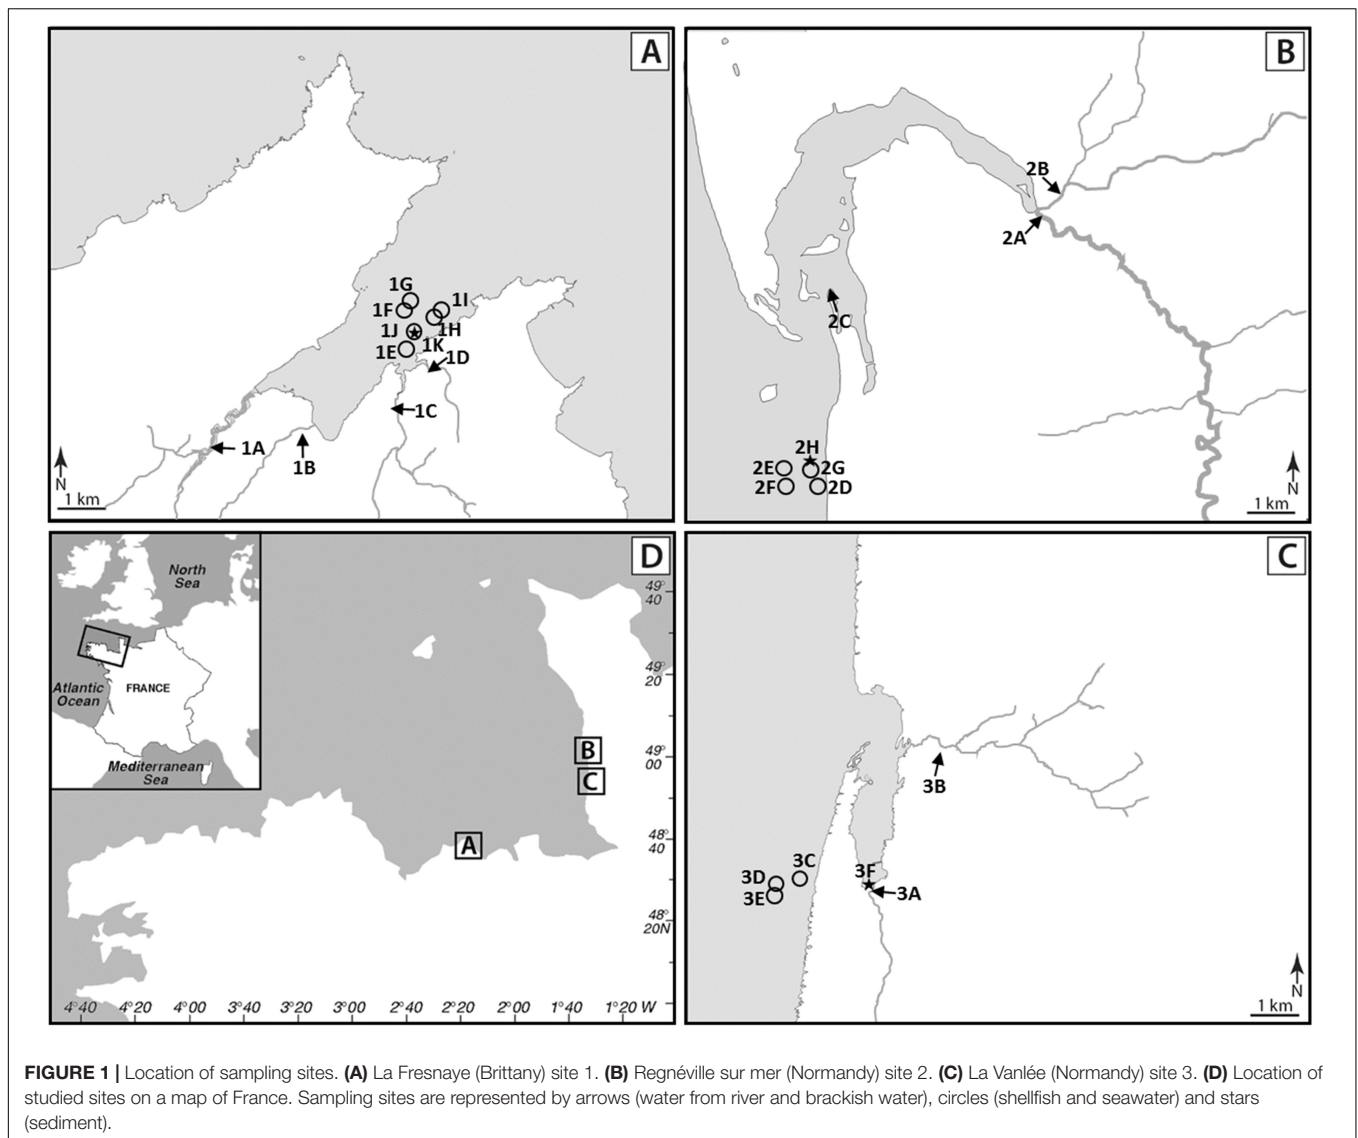 A
1G
1I
1F
1J
1H
1K
1E
1D
1C
1A
1B
N
1 km
B
2B
2A
2C
2H
2E
2G
2F
2D
N
1 km
D
North
Sea
Atlantic
Ocean
FRANCE
Mediterranean
Sea
49°
40
49°
20
B
49°
00
C
A
48°
40
48°
20N
4°40 4°20 4°00 3°40 3°20 3°00 2°40 2°20 2°00 1°40 1°20 W
C
3B
3C
3D
3F
3E
3A
N
1 km
FIGURE 1 | Location of sampling sites. (A) La Fresnaye (Brittany) site 1. (B) Regnéville sur mer (Normandy) site 2. (C) La Vanlée (Normandy) site 3. (D) Location of
studied sites on a map of France. Sampling sites are represented by arrows (water from river and brackish water), circles (shellfish and seawater) and stars
(sediment).